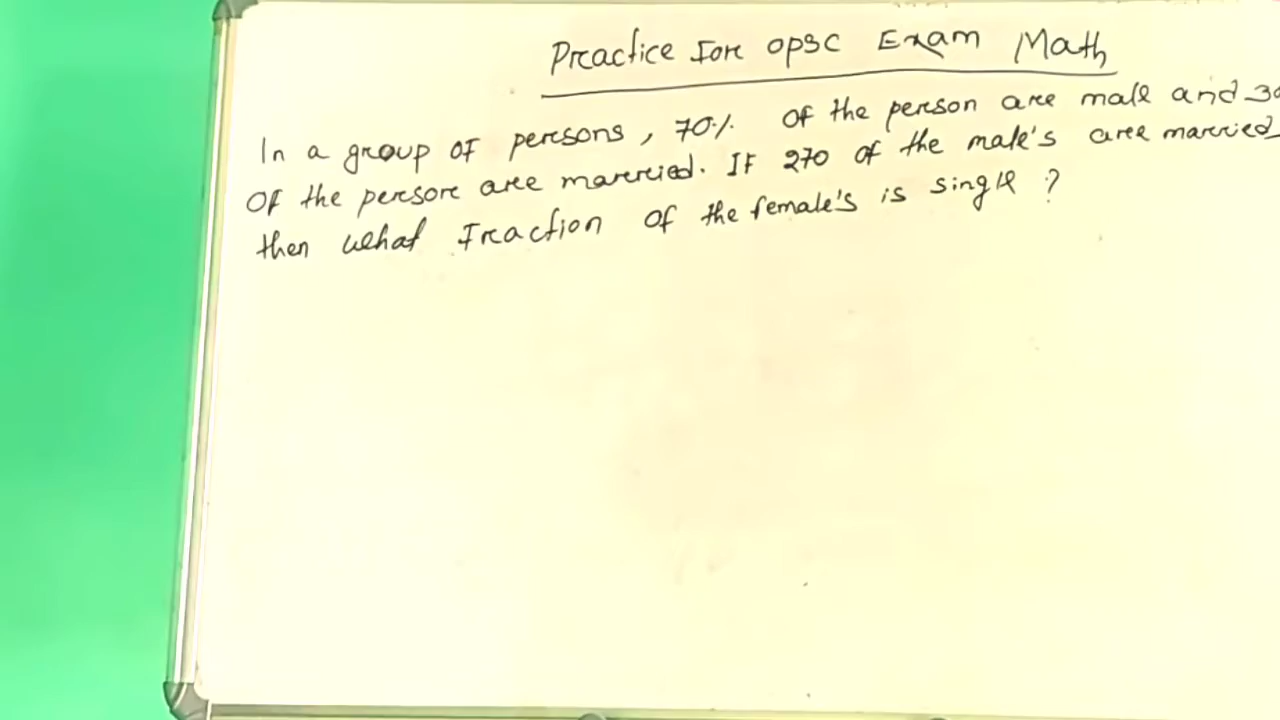 Practice For OPSC Exam Math
In a group of persons, 70% of the person are male and 30
of the person are married. If 270 of the male's are married
then what fraction of the female's is single ?